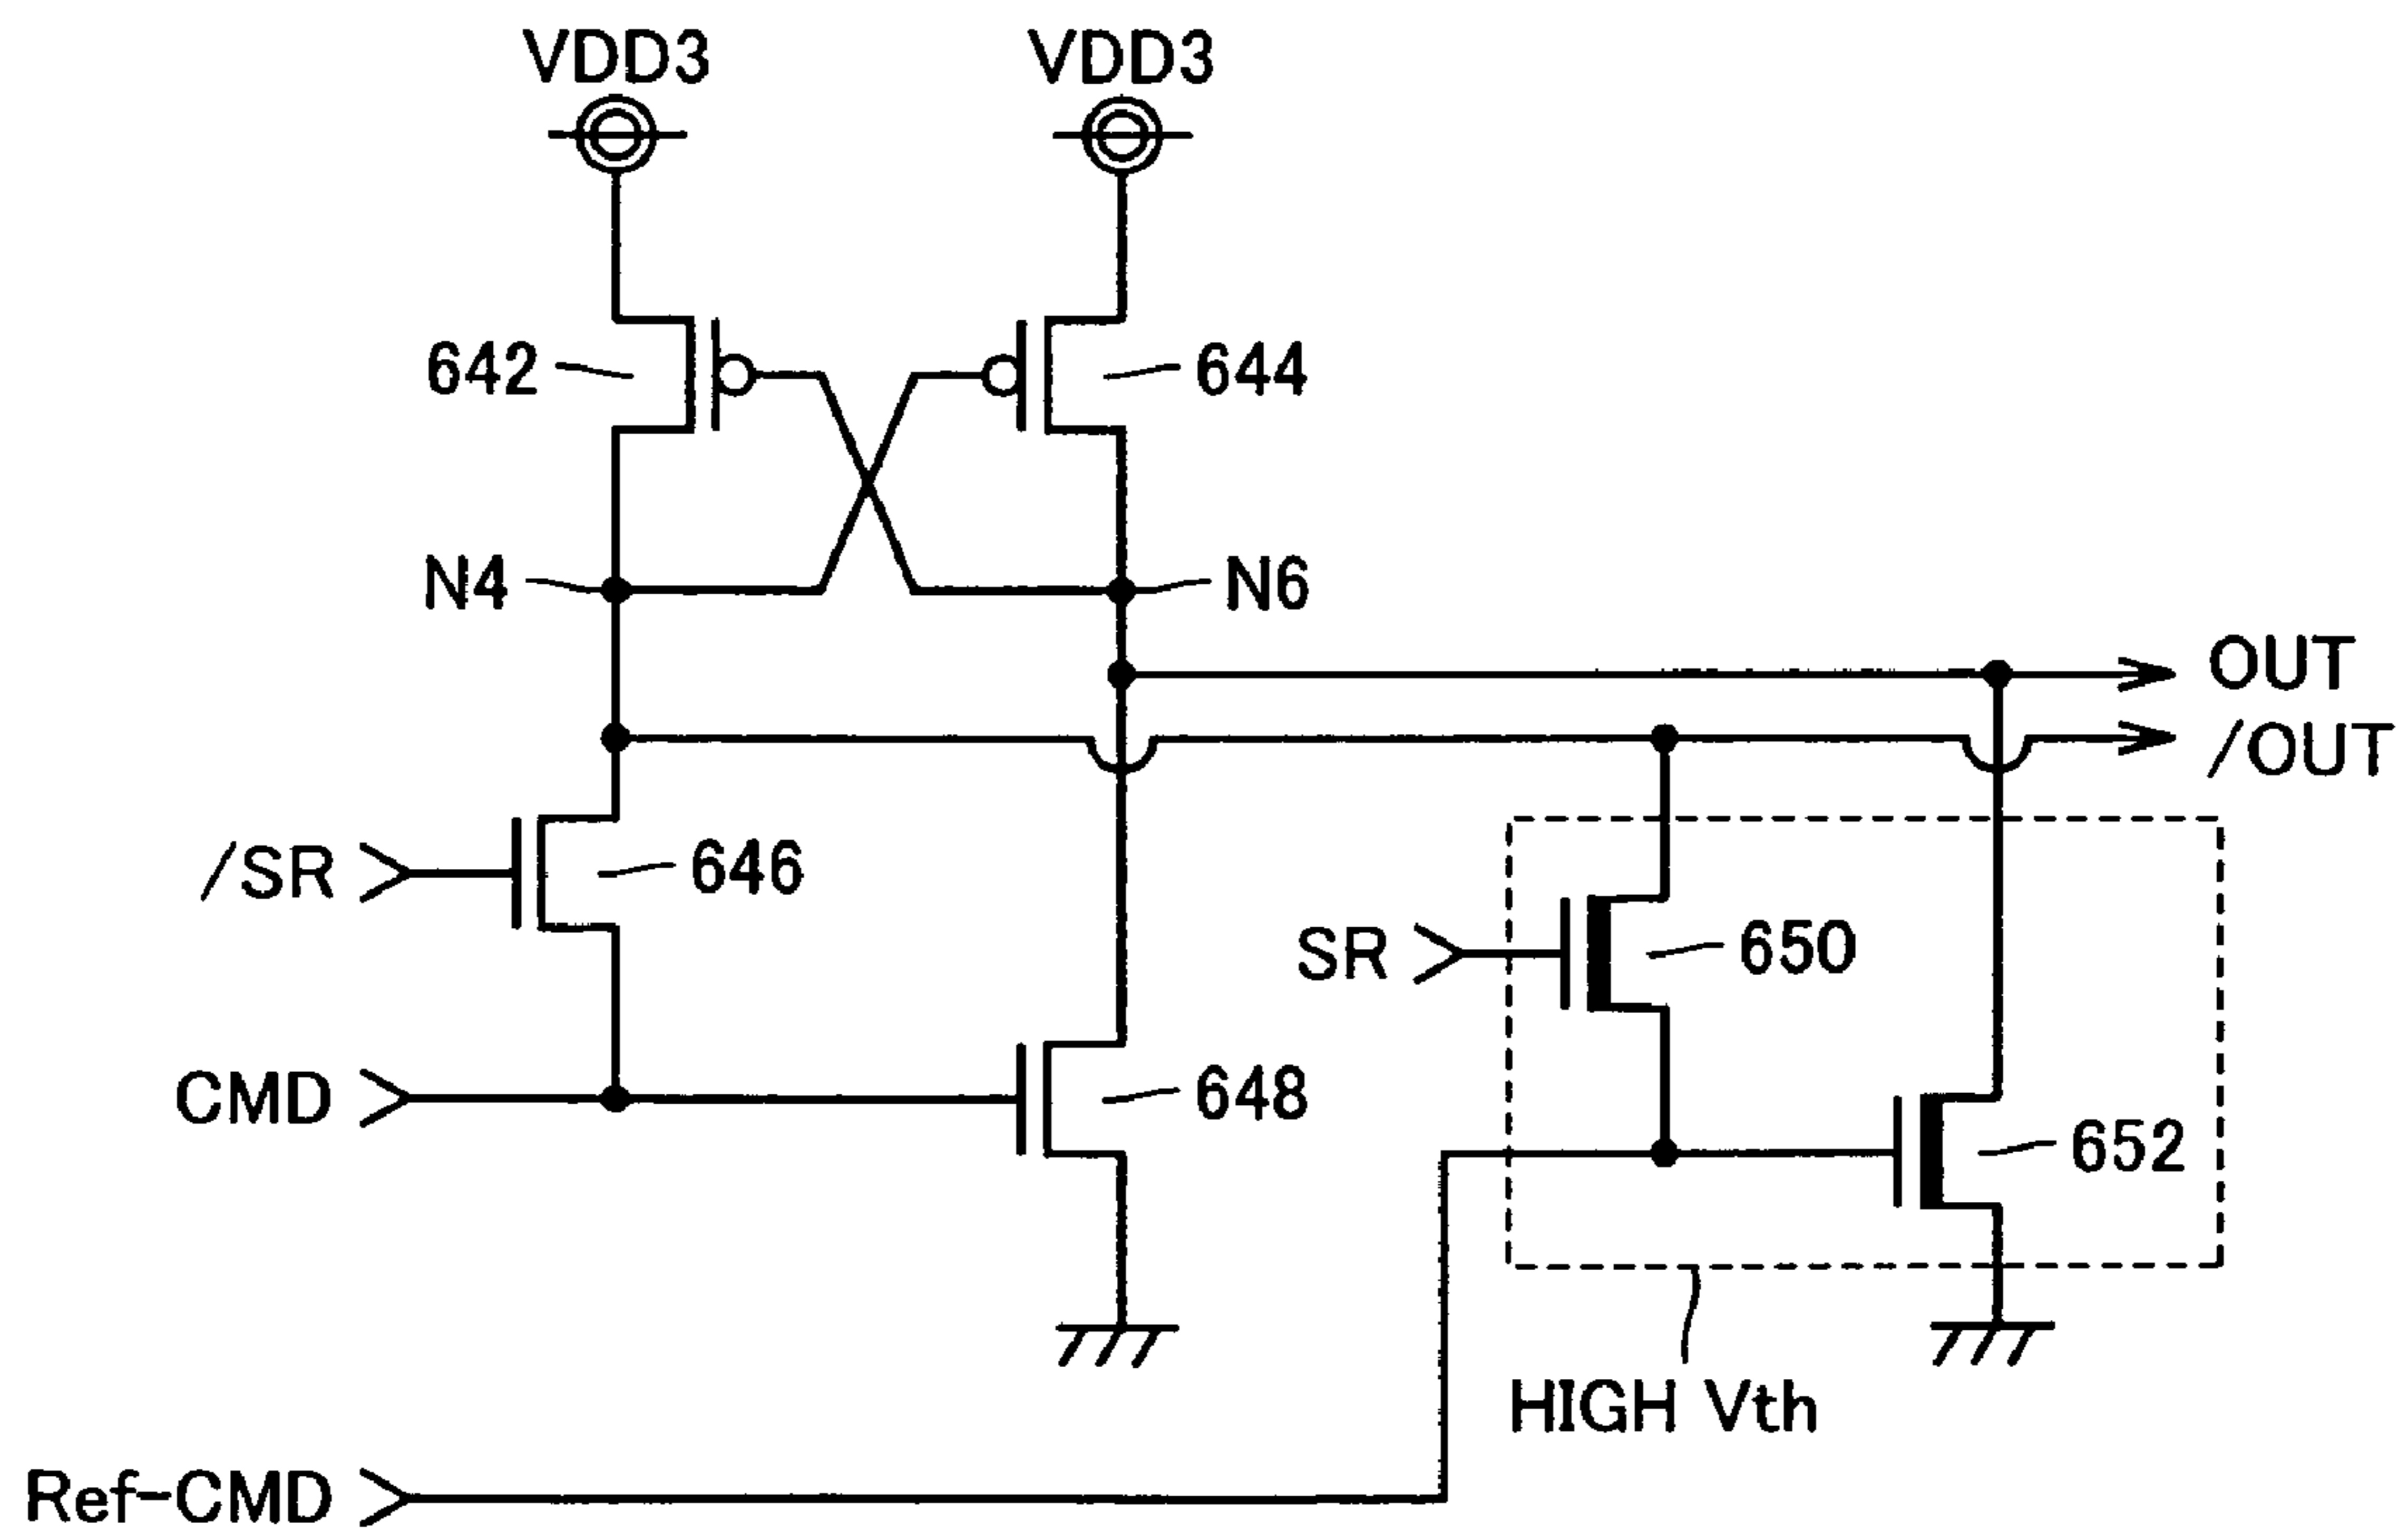 VDD3 VDD3
642
644
N4
N6
OUT
/OUT
/SR
646
SR
650
CMD
648
652
HIGH Vth
Ref-CMD